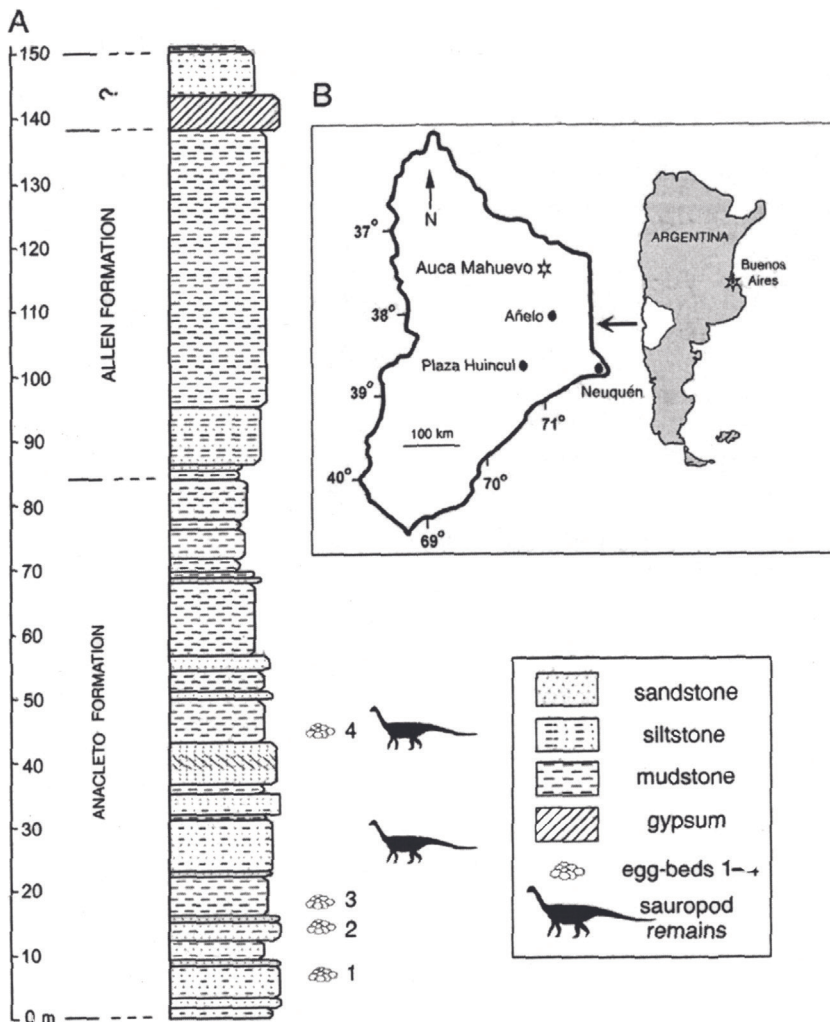 A
150
140
130
120
110
100
90
80
70
60
50
40
30
20
10
0 m
?
ALLEN FORMATION
ANACLETO FORMATION
4
3
2
1
B
N
37°
38°
39°
40°
69°
70°
71°
Auca Mahuevo
Añelo
Plaza Huincul
Neuquén
100 km
ARGENTINA
Buenos
Aires
sandstone
siltstone
mudstone
gypsum
egg-beds 1-4
sauropod
remains